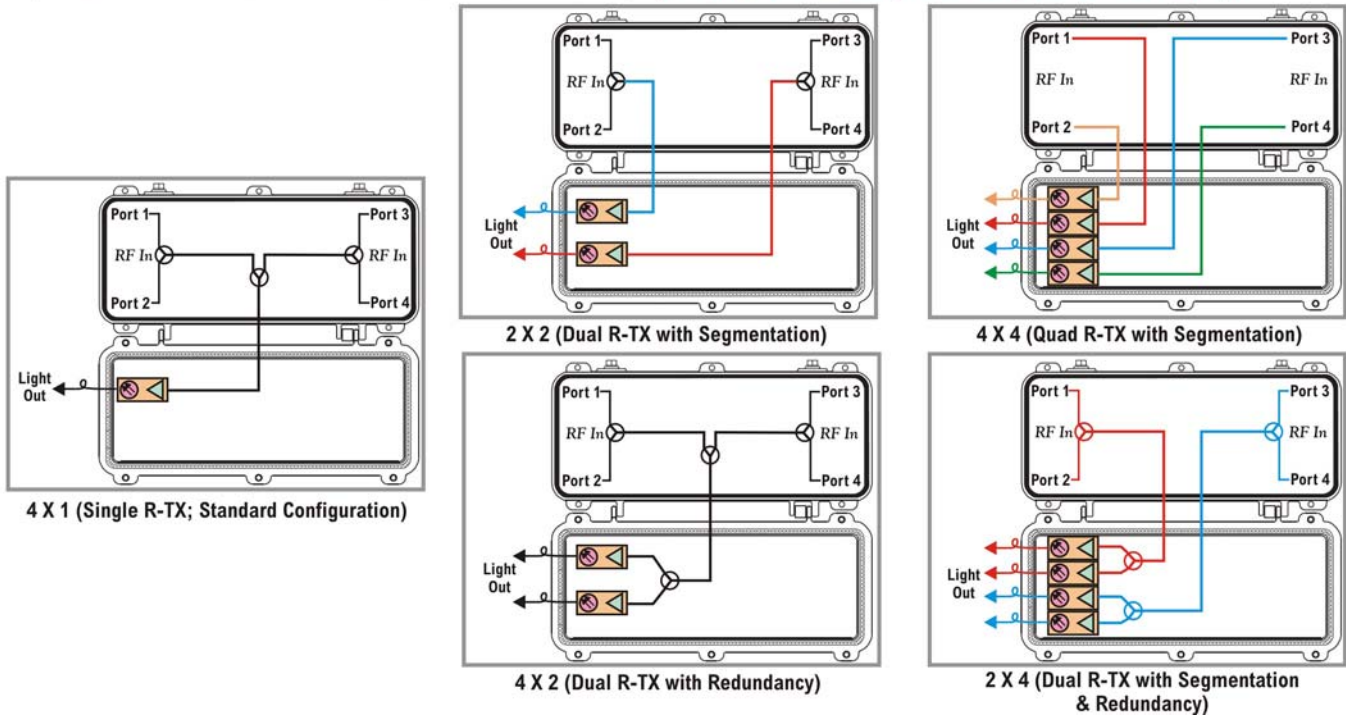 Port 1
Port 3
RF In
RF In
Port 2
Port 4
Light
Out
4 X 1 (Single R-TX; Standard Configuration)
Port 1
Port 3
RF In
RF In
Port 2
Port 4
Light
Out
2 X 2 (Dual R-TX with Segmentation)
Port 1
Port 3
RF In
RF In
Port 2
Port 4
Light
Out
4 X 4 (Quad R-TX with Segmentation)
Port 1
Port 3
RF In
RF In
Port 2
Port 4
Light
Out
4 X 2 (Dual R-TX with Redundancy)
Port 1
Port 3
RF In
RF In
Port 2
Port 4
Light
Out
2 X 4 (Dual R-TX with Segmentation
& Redundancy)